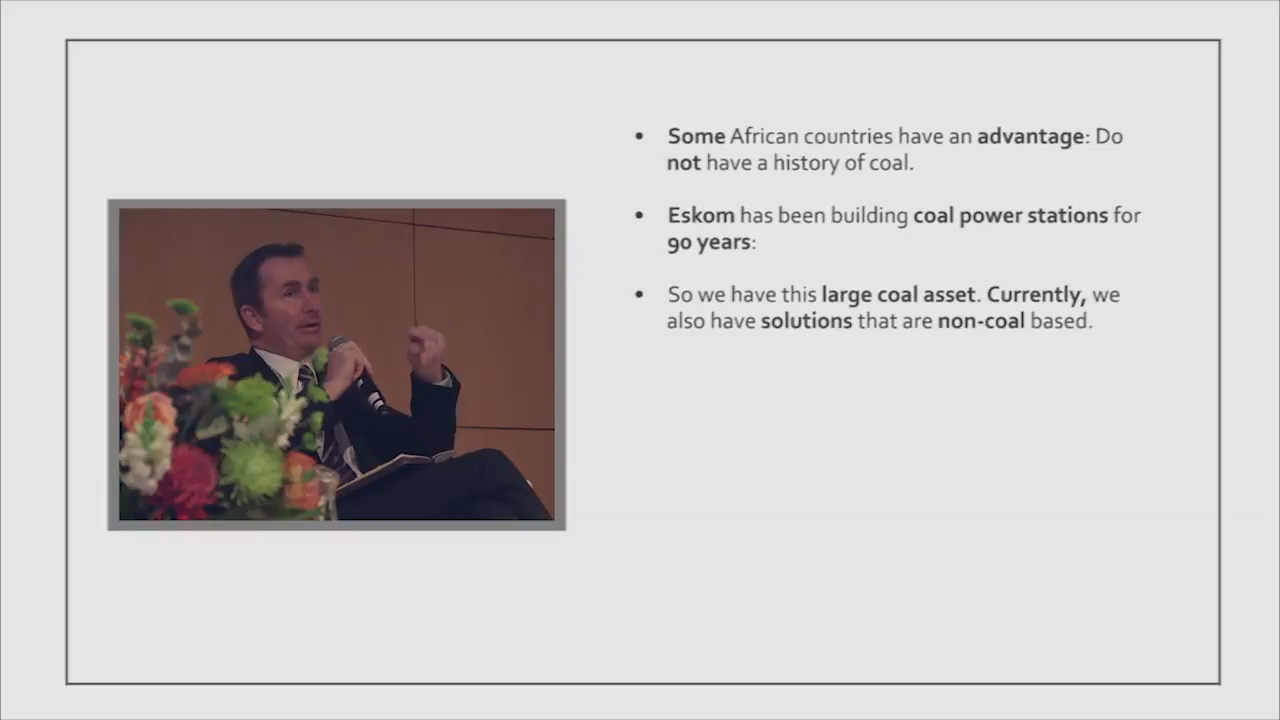 • Some African countries have an advantage: Do
not have a history of coal.
• Eskom has been building coal power stations for
90 years:
• So we have this large coal asset. Currently, we
also have solutions that are non-coal based.